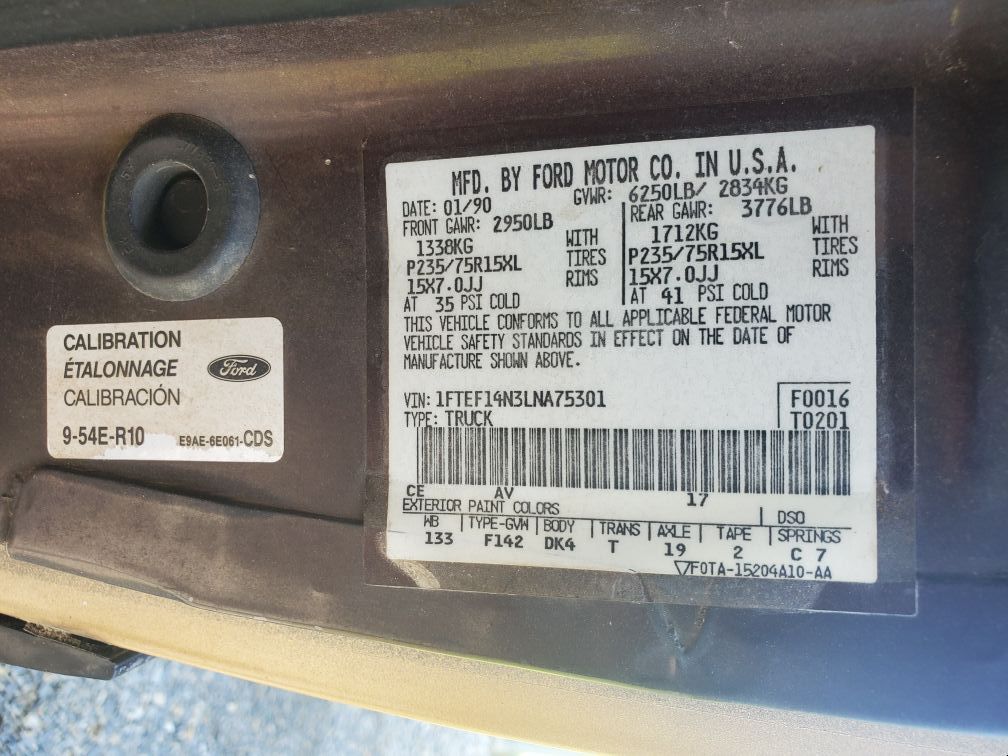 CALIBRATION
ÉTALONNAGE
CALIBRACIÓN
Ford
9-54E-R10 E9AE-6E061-CDS
MFD. BY FORD MOTOR CO. IN U.S.A.
DATE: 01/90 GVWR: 6250LB/ 2834KG
FRONT GAWR: 2950LB REAR GAWR: 3776LB
1338KG WITH 1712KG WITH
P235/75R15XL TIRES P235/75R15XL TIRES
15X7.0JJ RIMS 15X7.0JJ RIMS
AT 35 PSI COLD AT 41 PSI COLD
THIS VEHICLE CONFORMS TO ALL APPLICABLE FEDERAL MOTOR
VEHICLE SAFETY STANDARDS IN EFFECT ON THE DATE OF
MANUFACTURE SHOWN ABOVE.
VIN: 1FTEF14N3LNA75301 F0016
TYPE: TRUCK T0201
CE AV 17
EXTERIOR PAINT COLORS DSO
WB TYPE-GVW BODY TRANS AXLE TAPE SPRINGS
133 F142 DK4 T 19 2 C 7
F0TA-15204A10-AA